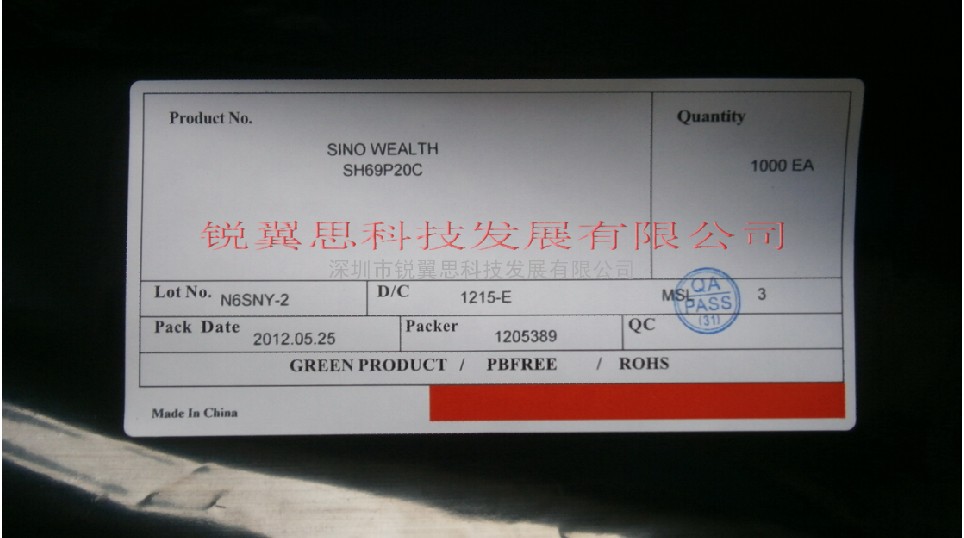 Product No.
Quantity
SINO WEALTH
SH69P20C
1000 EA
锐翼思科技发展有限公司
深圳市锐翼思科技发展有限公司
Lot No. N6SNY-2
D/C 1215-E
MSL 3
QA
PASS
(31)
Pack Date 2012.05.25
Packer 1205389
QC
GREEN PRODUCT / PBFREE / ROHS
Made In China